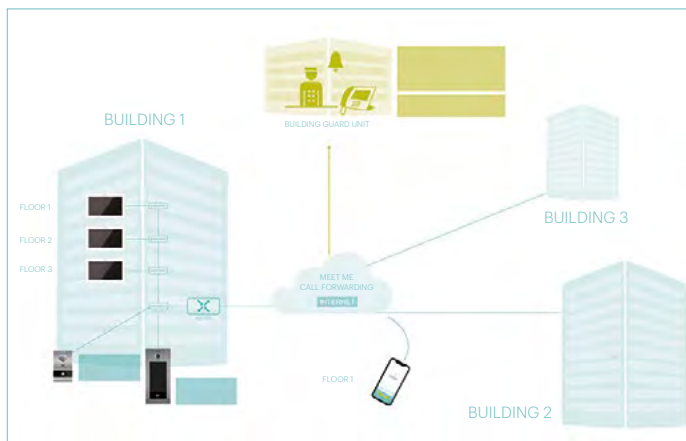 BUILDING GUARD UNIT
BUILDING 1
FLOOR 1
FLOOR 2
FLOOR 3
MEET ME
CALL FORWARDING
BUILDING 3
FLOOR 1
BUILDING 2